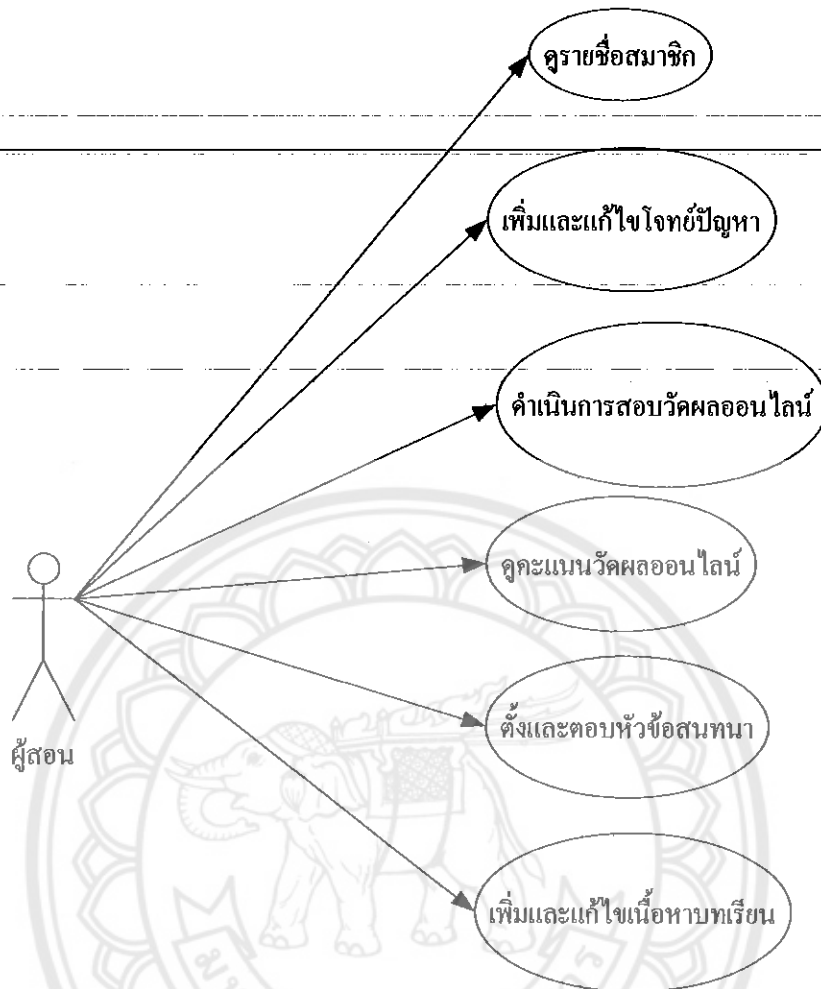 ดูรายชื่อสมาชิก
เพิ่มและแก้ไขโจทย์ปัญหา
ดำเนินการสอบวัดผลออนไลน์
ดูคะแนนวัดผลออนไลน์
ตั้งและตอบหัวข้อสนทนา
ผู้สอน
เพิ่มและแก้ไขเนื้อหาบทเรียน